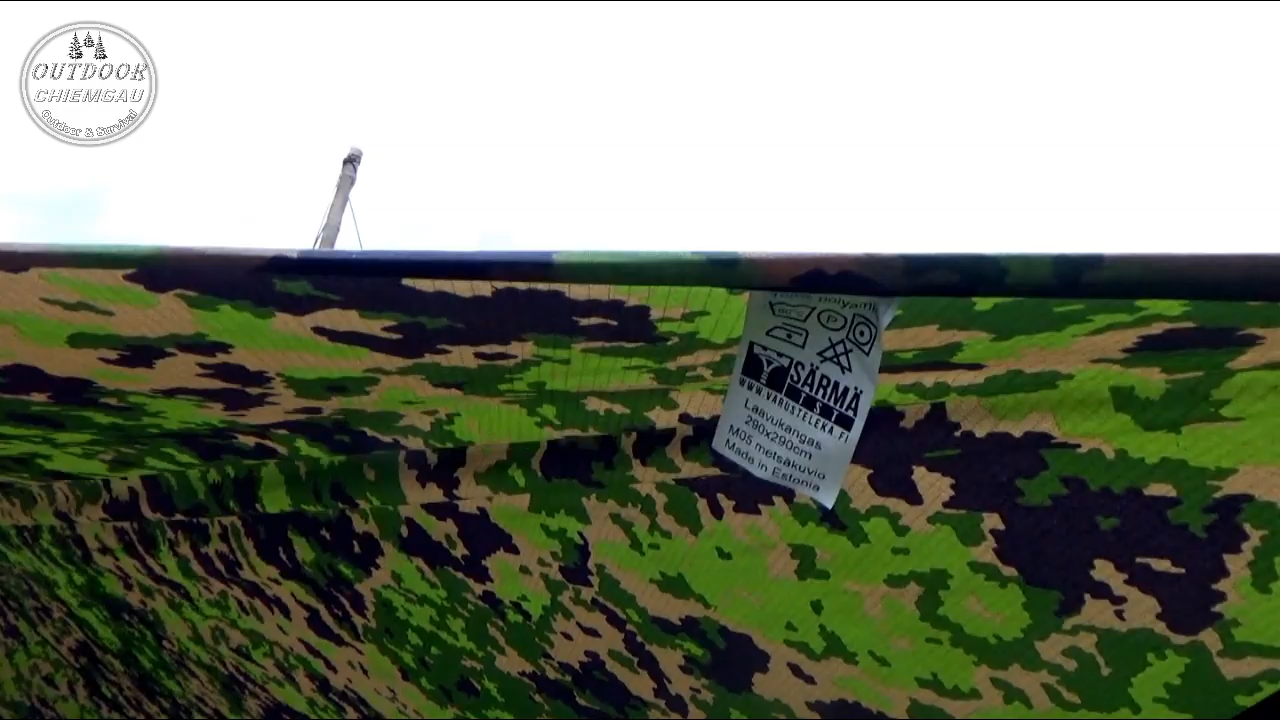 OUTDOOR
CHIEMGAU
Outdoor & Survival
P
SÄRMÄ
TST
WWW.VARUSTELEKA.FI
Laavukangas
290x290cm
M05 metsäkuvio
Made in Estonia